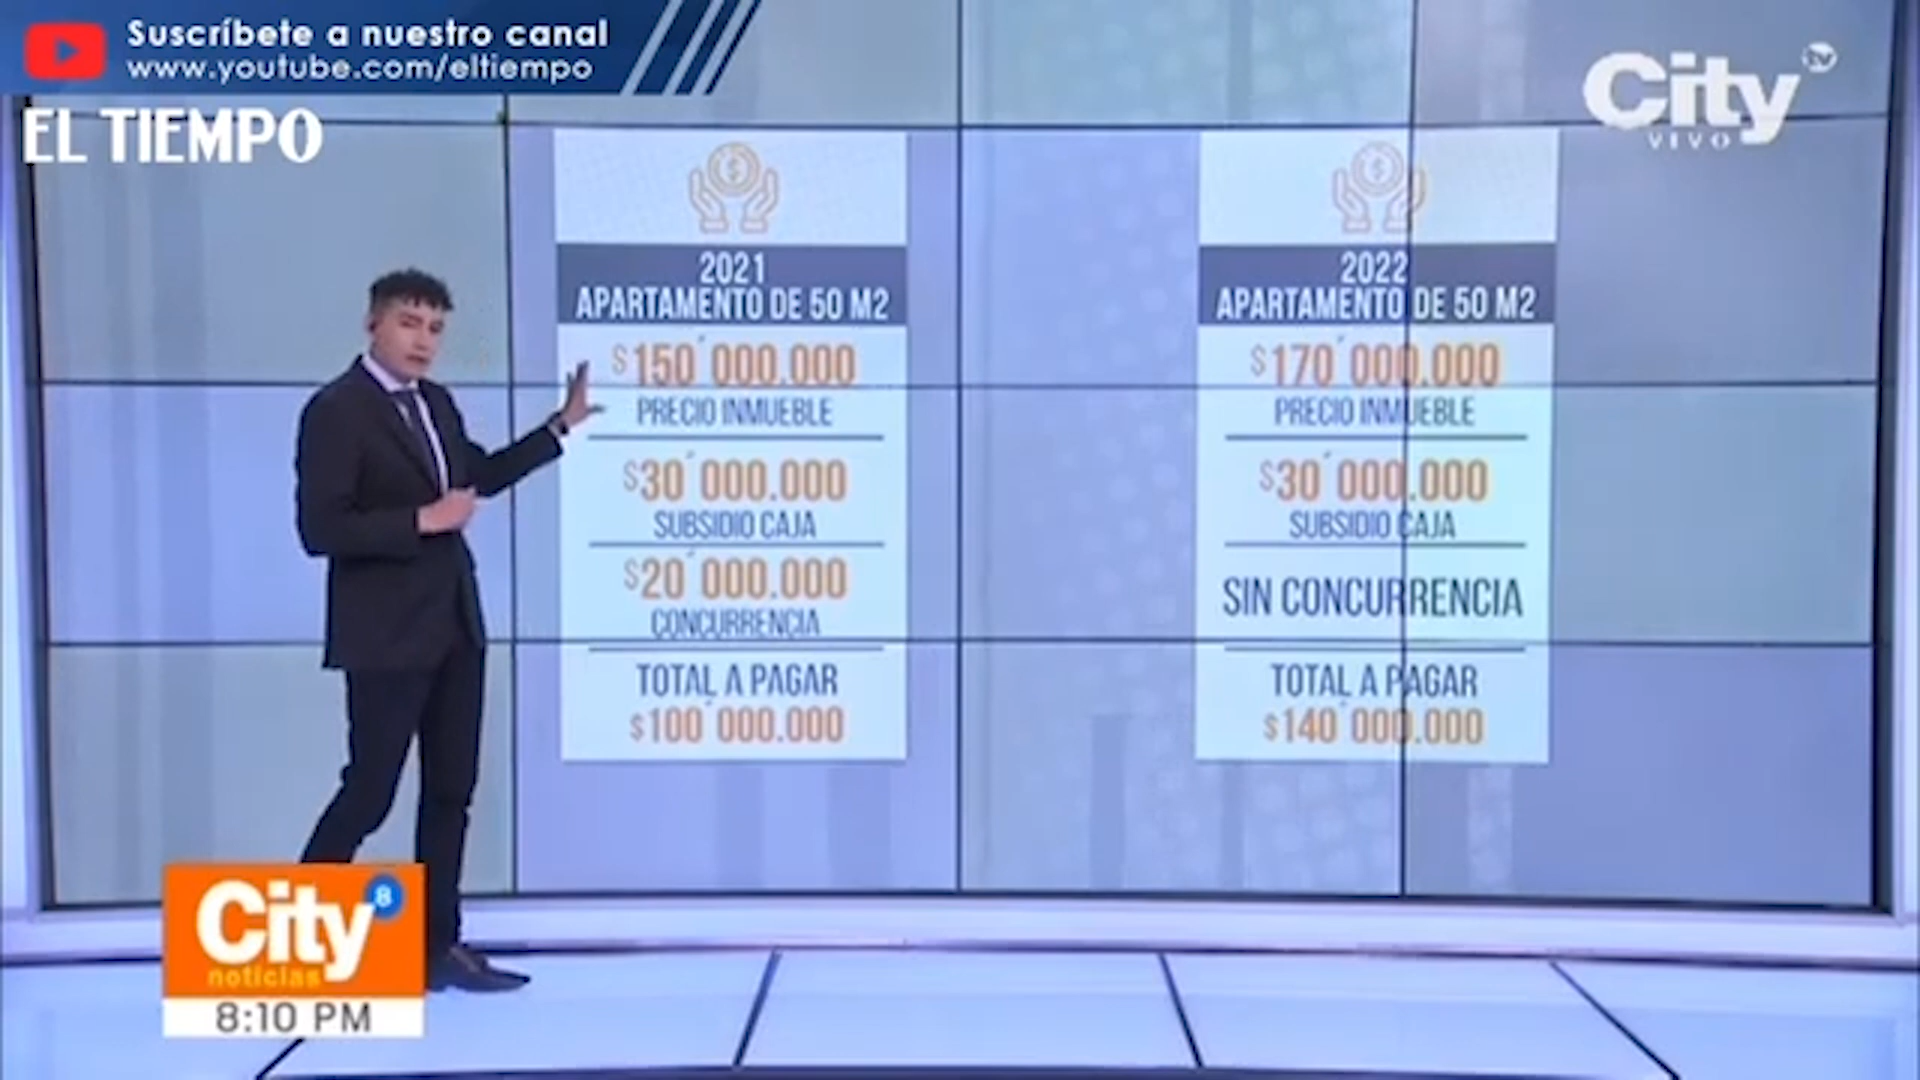 Suscríbete a nuestro canal
www.youtube.com/eltiempo
EL TIEMPO
City tv
VIVO
2021
APARTAMENTO DE 50 M2
$150´000.000
PRECIO INMUEBLE
$30´000.000
SUBSIDIO CAJA
$20´000.000
CONCURRENCIA
TOTAL A PAGAR
$100´000.000
2022
APARTAMENTO DE 50 M2
$170´000.000
PRECIO INMUEBLE
$30´000.000
SUBSIDIO CAJA
SIN CONCURRENCIA
TOTAL A PAGAR
$140´000.000
City 8
noticias
8:10 PM